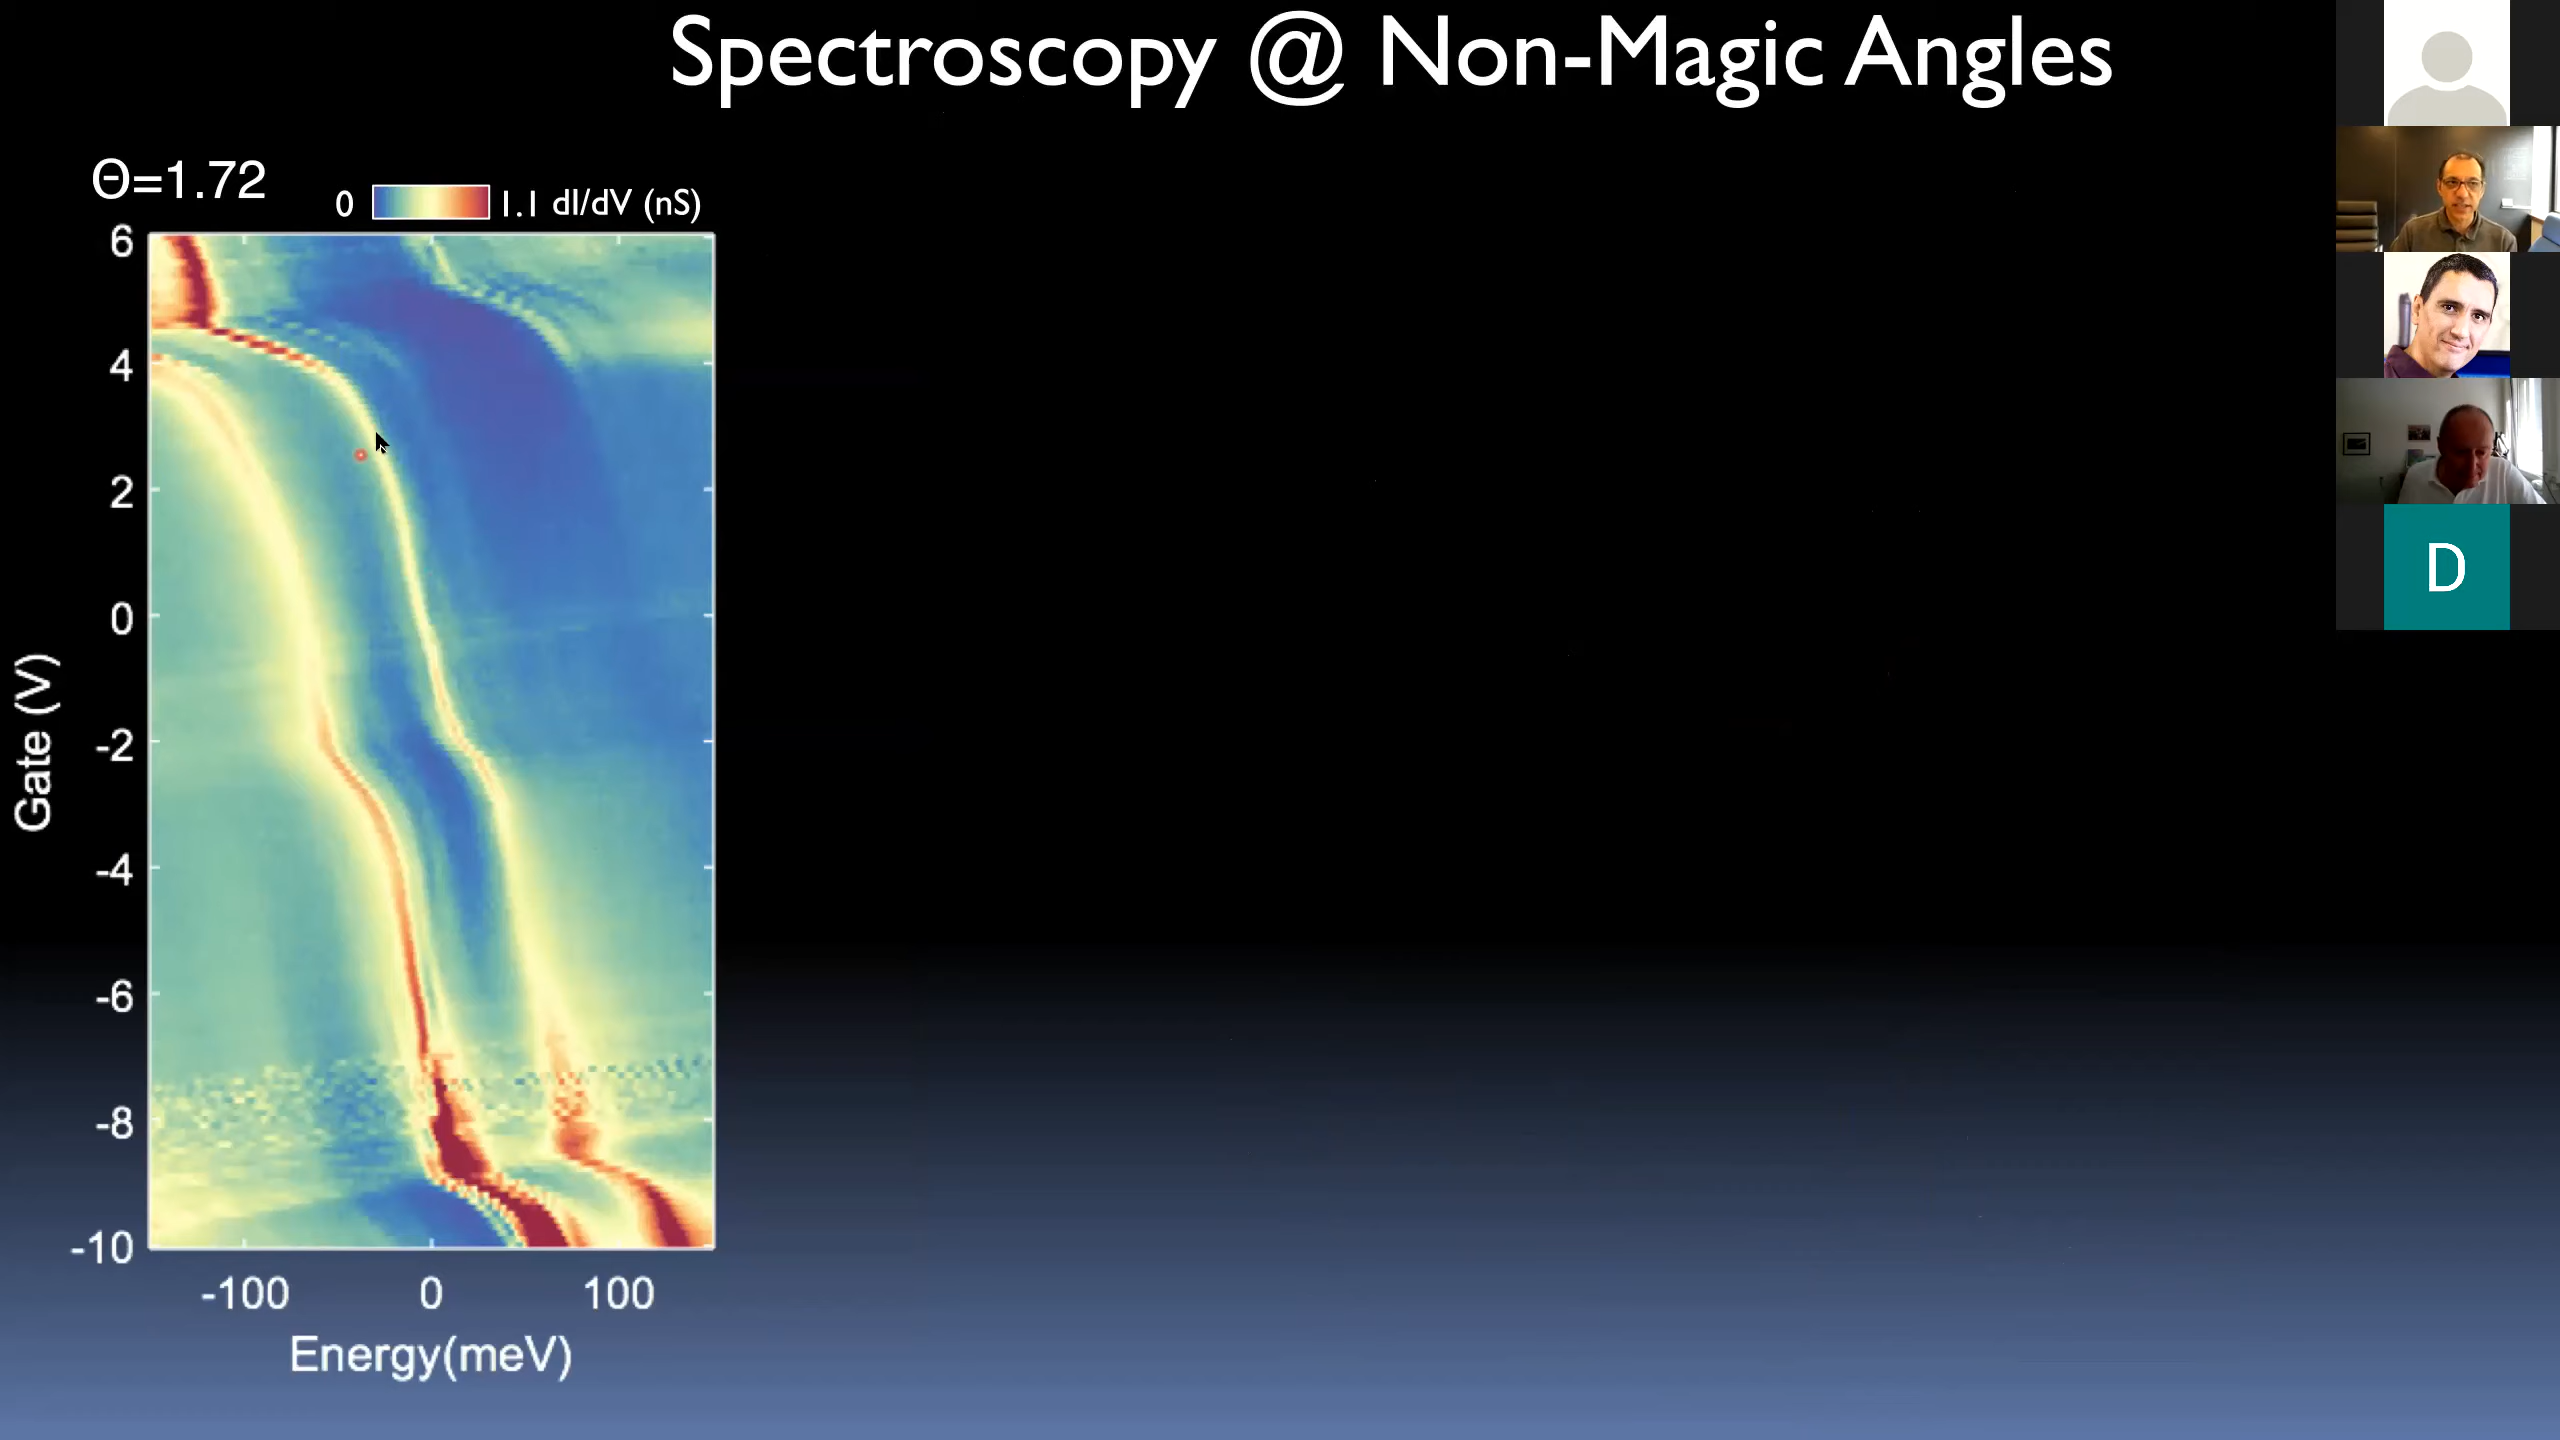 Spectroscopy @ Non-Magic Angles
Θ=1.72
0 1.1 dI/dV (nS)
6
4
2
0
-2
-4
-6
-8
-10
Gate (V)
-100 0 100
Energy(meV)
D